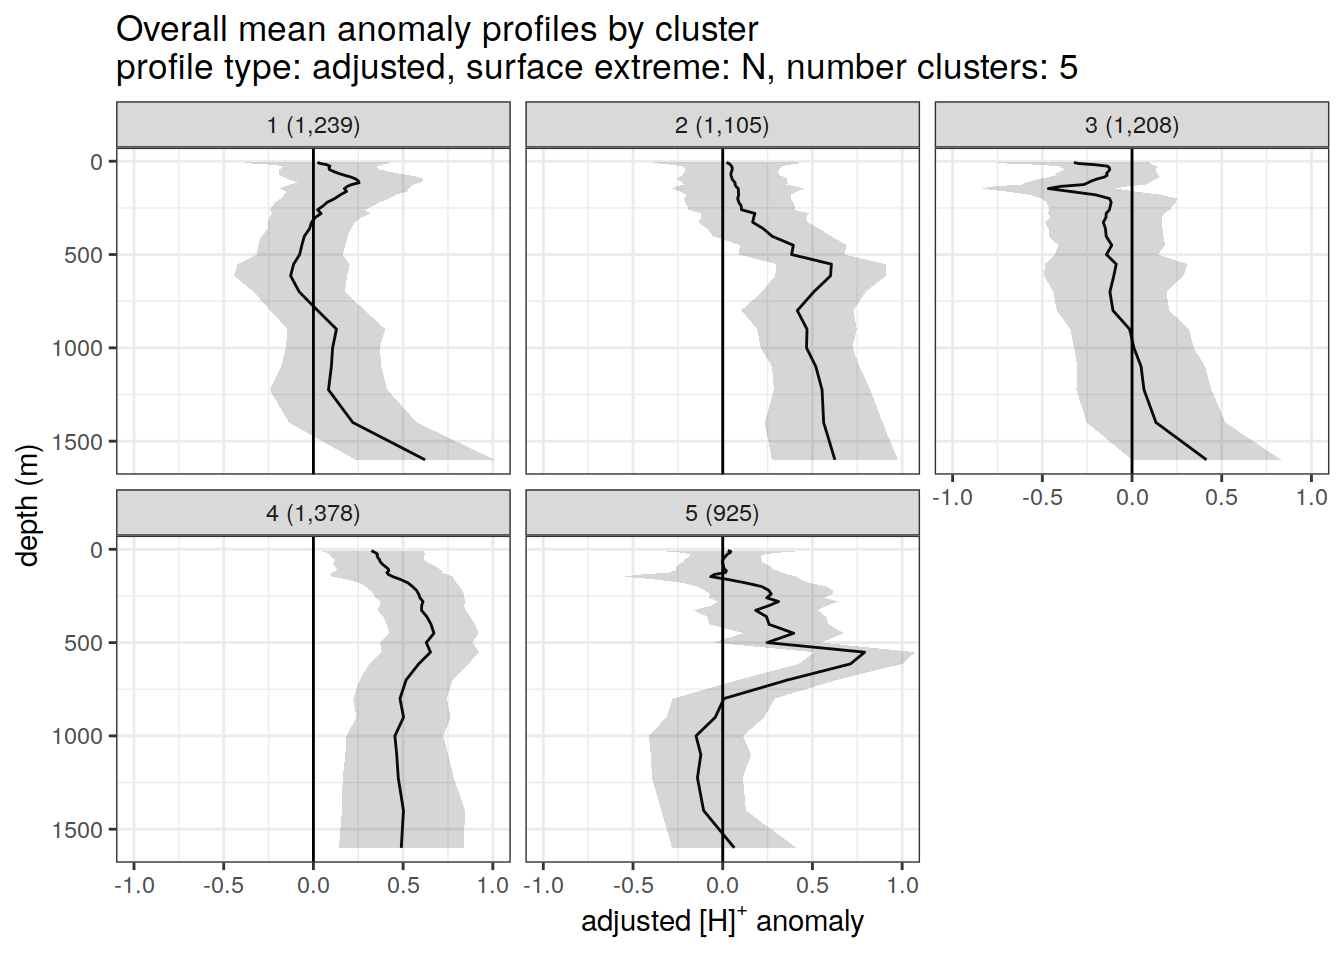 Overall mean anomaly profiles by cluster
profile type: adjusted, surface extreme: N, number clusters: 5
1 (1,239)
2 (1,105)
3 (1,208)
0
500
1000
1500
-1.0 -0.5 0.0 0.5 1.0
4 (1,378)
5 (925)
0
500
1000
1500
-1.0 -0.5 0.0 0.5 1.0
-1.0 -0.5 0.0 0.5 1.0
depth (m)
adjusted [H]⁺ anomaly